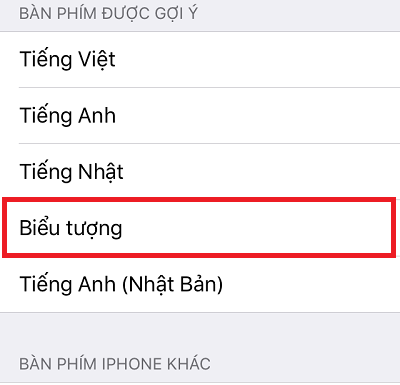 BÀN PHÍM ĐƯỢC GỢI Ý
Tiếng Việt
Tiếng Anh
Tiếng Nhật
Biểu tượng
Tiếng Anh (Nhật Bản)
BÀN PHÍM IPHONE KHÁC